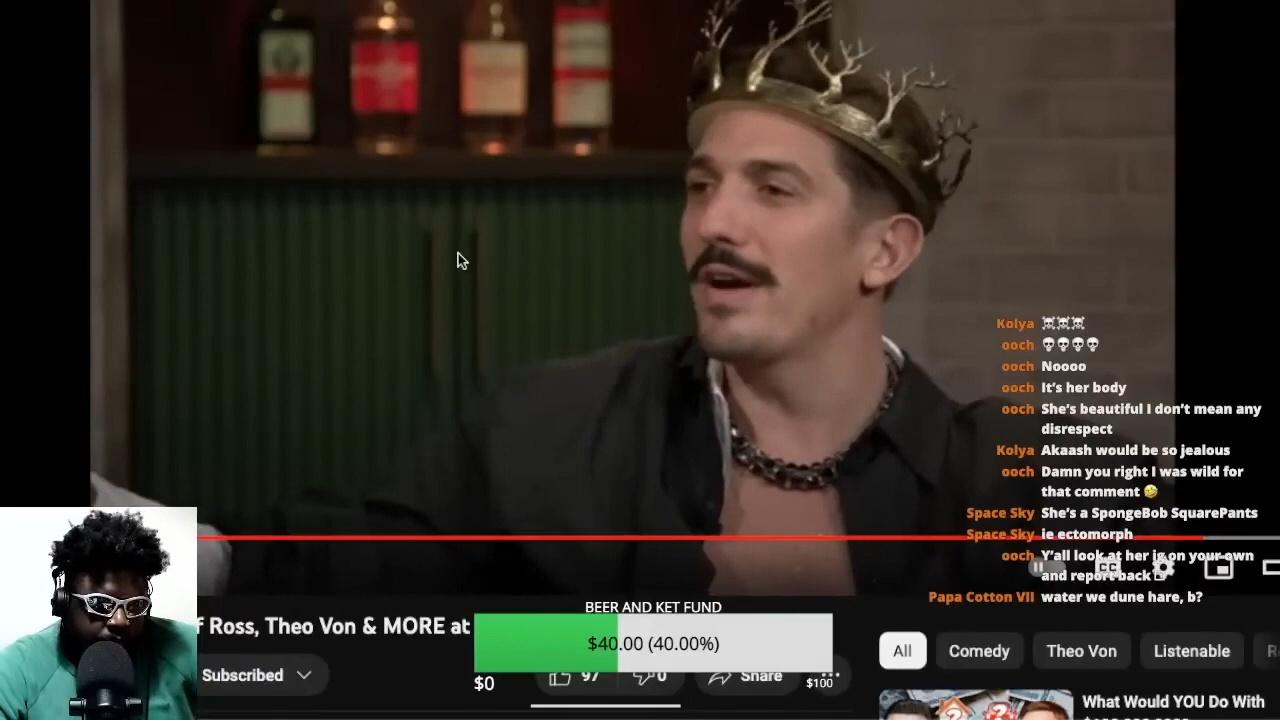 Kolya ☠☠☠
ooch 💀💀💀💀
ooch Noooo
ooch It's her body
ooch She's beautiful I don't mean any
disrespect
Kolya Akaash would be so jealous
ooch Damn you right I was wild for
that comment 🤣
Space Sky She's a SpongeBob SquarePants
Space Sky ie ectomorph
ooch Y'all look at her ig on your own
and report back
Papa Cotton VII water we dune hare, b?
BEER AND KET FUND
$40.00 (40.00%)
$0
$100
f Ross, Theo Von & MORE at
Subscribed
97
0
Share
All
Comedy
Theo Von
Listenable
What Would YOU Do With